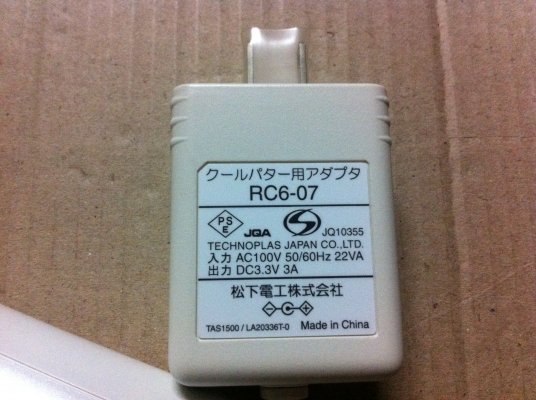 クールパター用アダプタ
RC6-07
PS
E
JQA
JQ10355
TECHNOPLAS JAPAN CO.,LTD.
入力 AC100V 50/60Hz 22VA
出力 DC3.3V 3A
松下電工株式会社
TAS1500 / LA20336T-0 Made in China